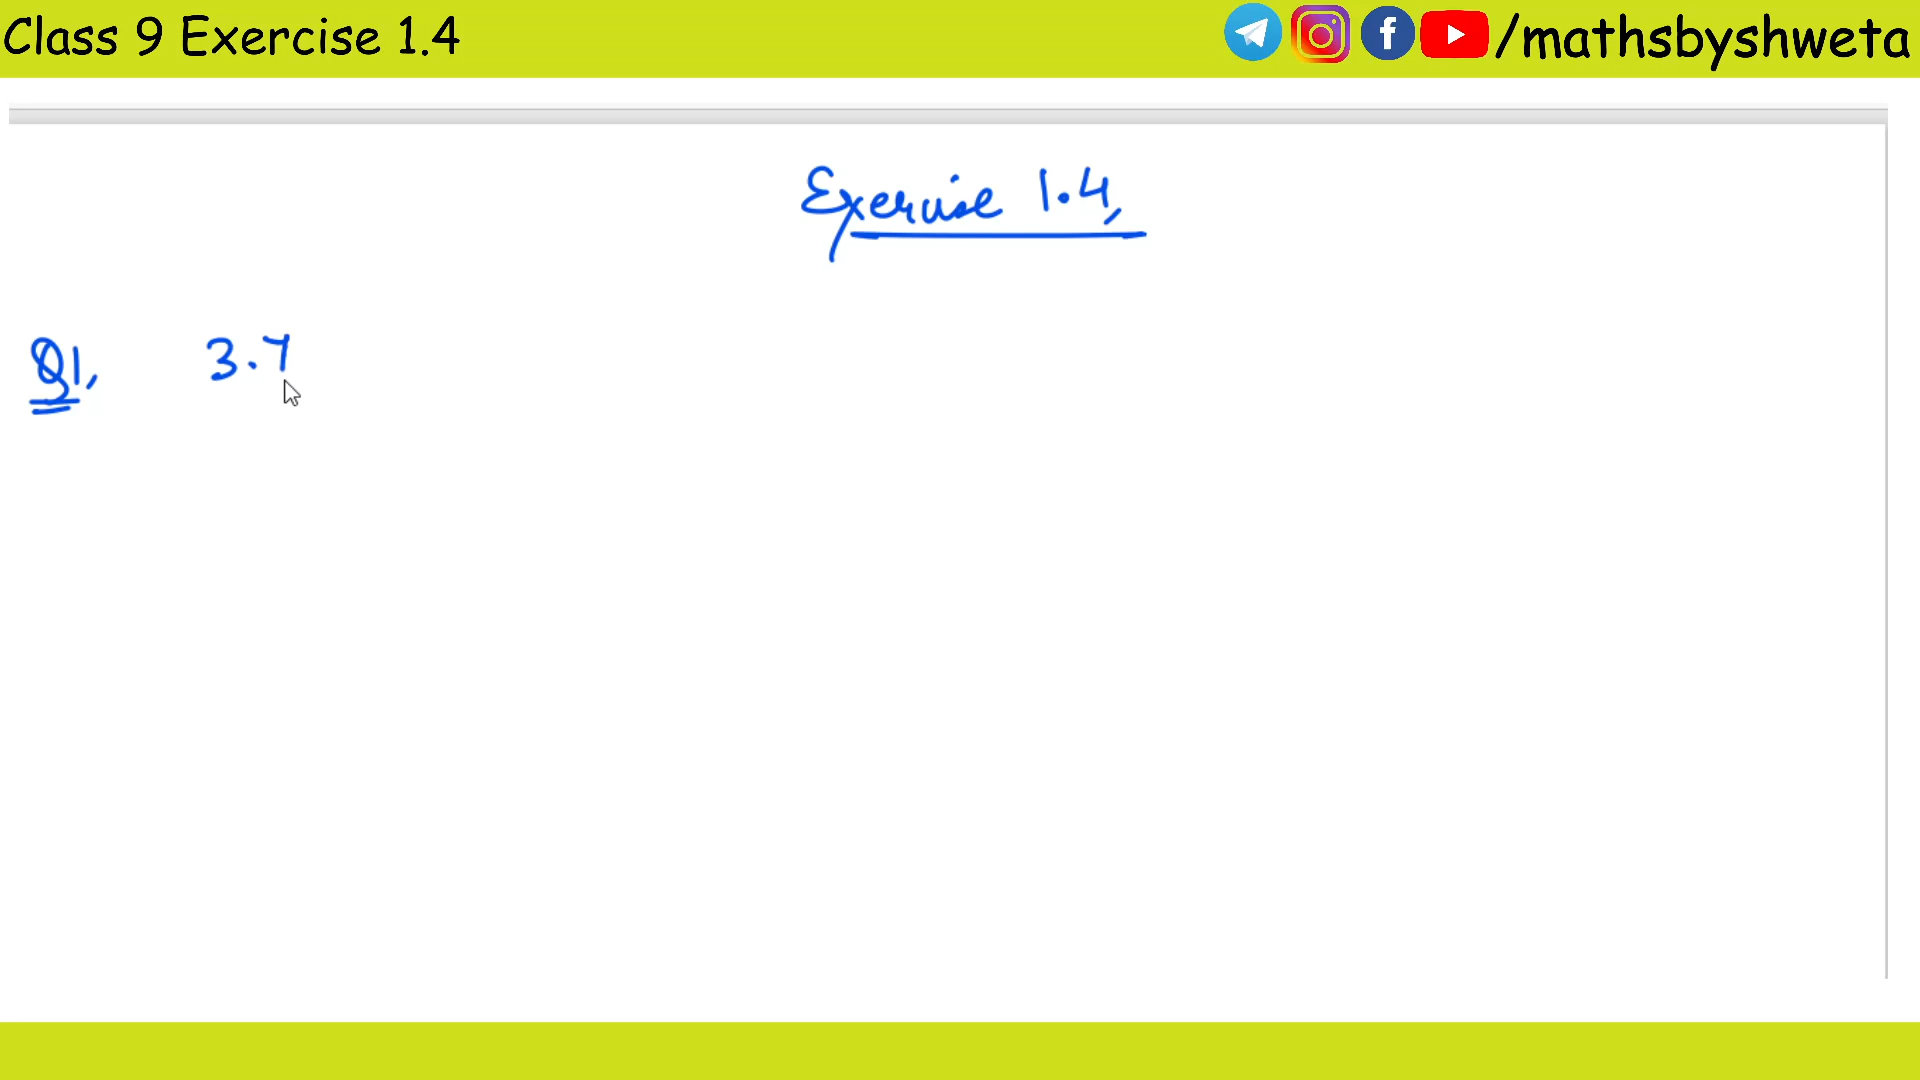 Class 9 Exercise 1.4
/mathsbyshweta
Exercise 1.4,
Q1, 3.7